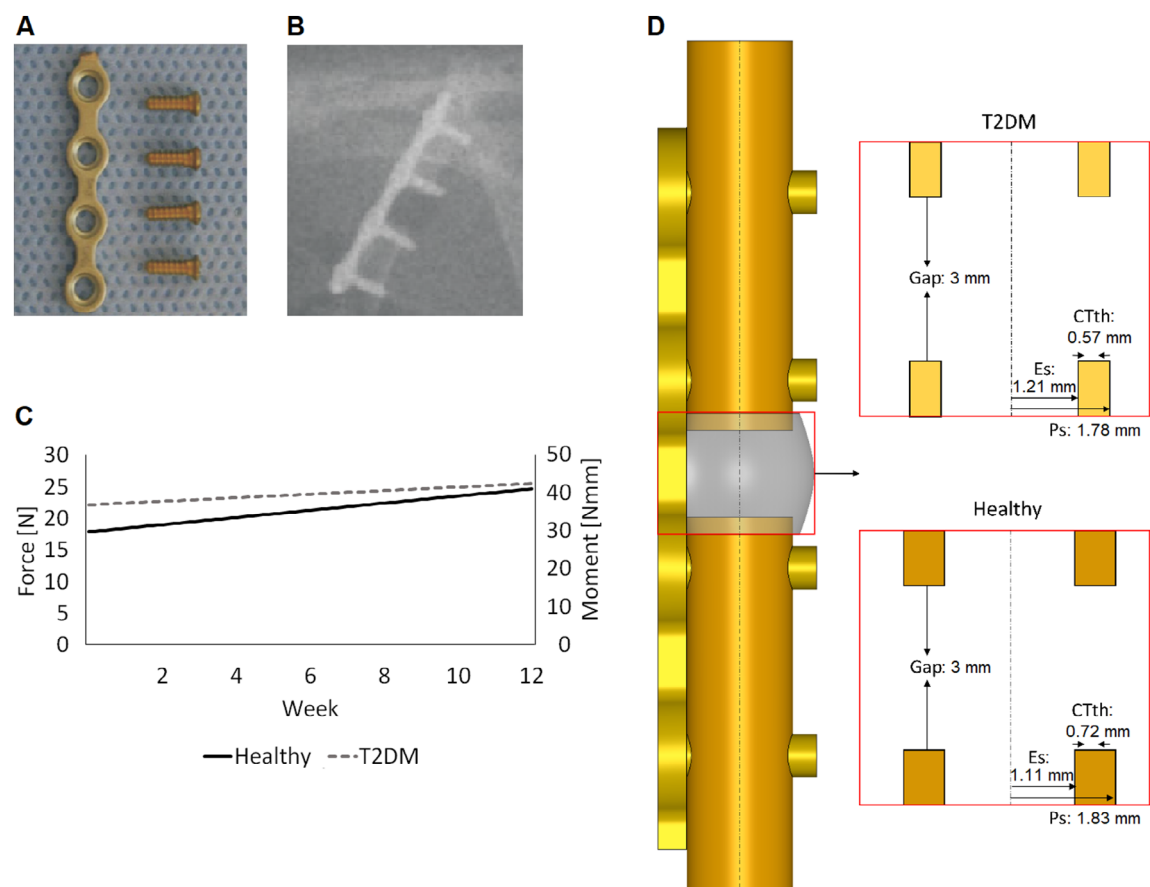 A
B
C
30
25
20
15
10
5
0
Force [N]
50
40
30
20
10
0
Moment [Nmm]
2 4 6 8 10 12
Week
Healthy T2DM
D
T2DM
Gap: 3 mm
CTth:
0.57 mm
Es:
1.21 mm
Ps: 1.78 mm
Healthy
Gap: 3 mm
CTth:
0.72 mm
Es:
1.11 mm
Ps: 1.83 mm